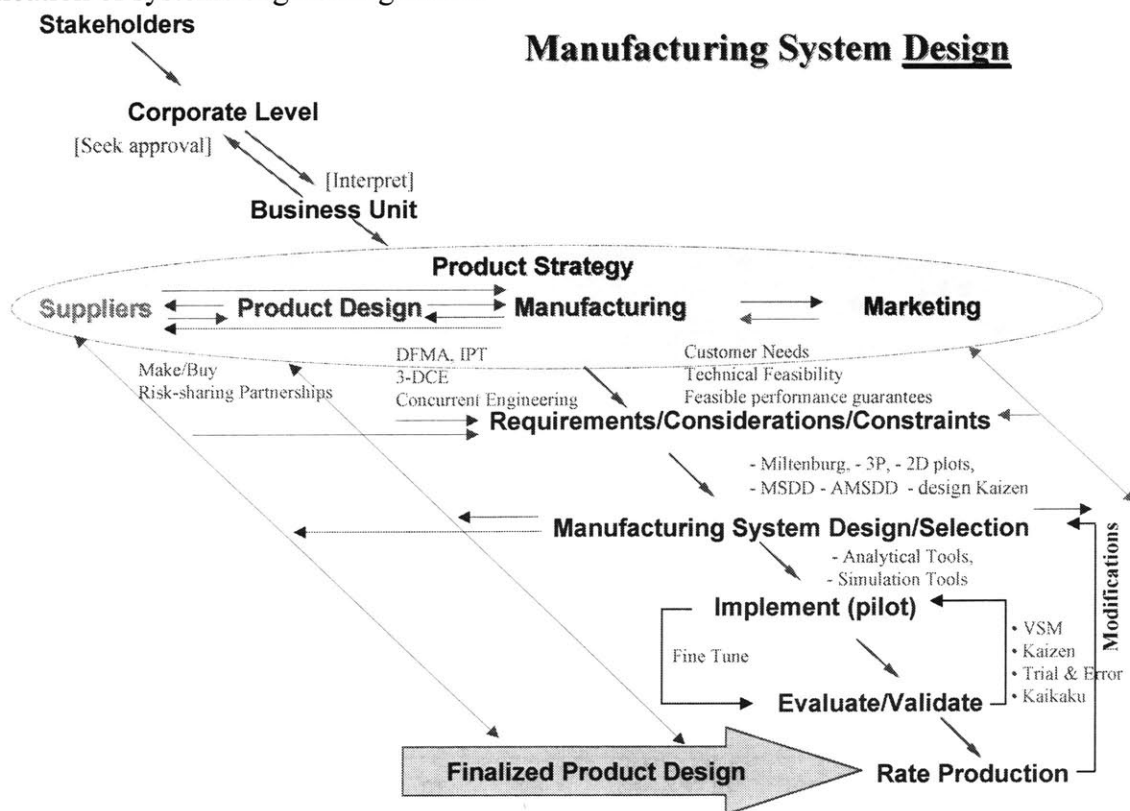 Stakeholders
Manufacturing System Design
Corporate Level
[Seek approval]
[Interpret]
Business Unit
Product Strategy
Suppliers
Product Design
Manufacturing
Marketing
Make/Buy
Risk-sharing Partnerships
DFMA, IPT
3-DCE
Concurrent Engineering
Customer Needs
Technical Feasibility
Feasible performance guarantees
Requirements/Considerations/Constraints
- Miltenburg, - 3P, - 2D plots,
- MSDD - AMSDD - design Kaizen
Manufacturing System Design/Selection
- Analytical Tools,
- Simulation Tools
Modifications
Implement (pilot)
Fine Tune
• VSM
• Kaizen
• Trial & Error
• Kaikaku
Evaluate/Validate
Finalized Product Design
Rate Production